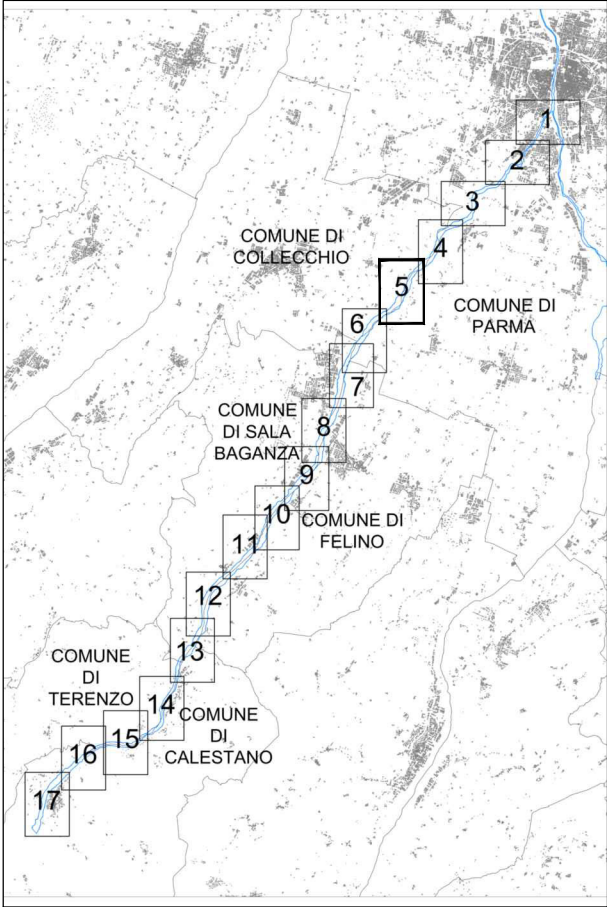 1
2
3
COMUNE DI
COLLECCHIO
4
5
COMUNE DI
PARMA
6
7
COMUNE
DI SALA
BAGANZA
8
9
10
COMUNE DI
FELINO
11
12
13
COMUNE
DI
TERENZO
14
COMUNE
DI
CALESTANO
15
16
17